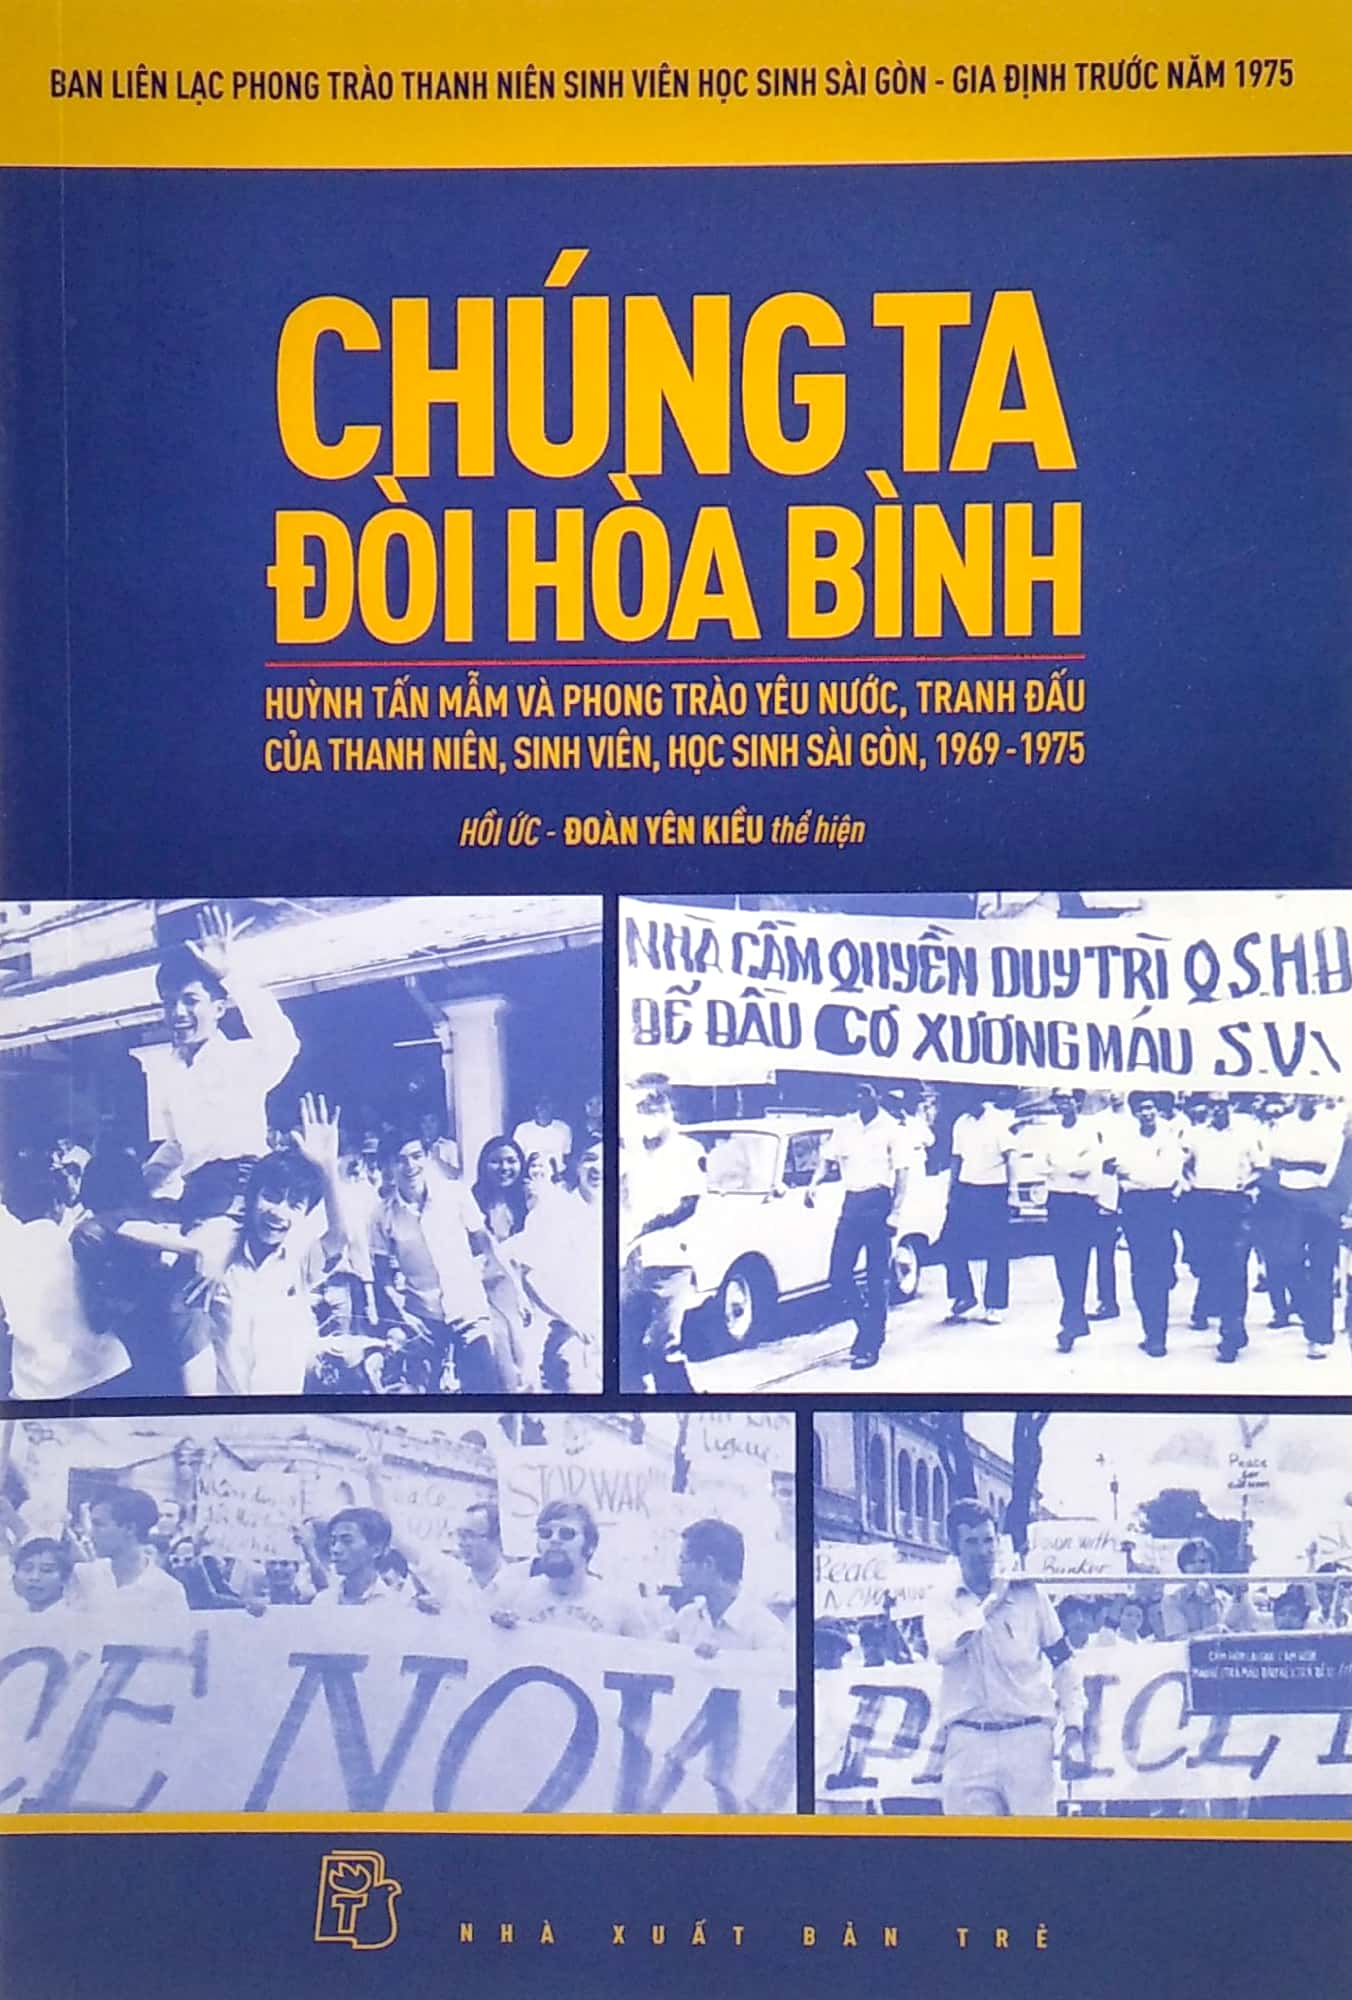 BAN LIÊN LẠC PHONG TRÀO THANH NIÊN SINH VIÊN HỌC SINH SÀI GÒN - GIA ĐỊNH TRƯỚC NĂM 1975
CHÚNG TA
ĐÒI HÒA BÌNH
HUỲNH TẤN MẪM VÀ PHONG TRÀO YÊU NƯỚC, TRANH ĐẤU
CỦA THANH NIÊN, SINH VIÊN, HỌC SINH SÀI GÒN, 1969 - 1975
HỒI ỨC - ĐOÀN YÊN KIỀU thể hiện
NHÀ CẦM QUYỀN DUY TRÌ Q.S.H.Đ
ĐỂ ĐẦU CƠ XƯƠNG MÁU S.V.
STOP WAR
CE NOW
Peace
for
Peace
Bunker
T
NHÀ XUẤT BẢN TRẺ